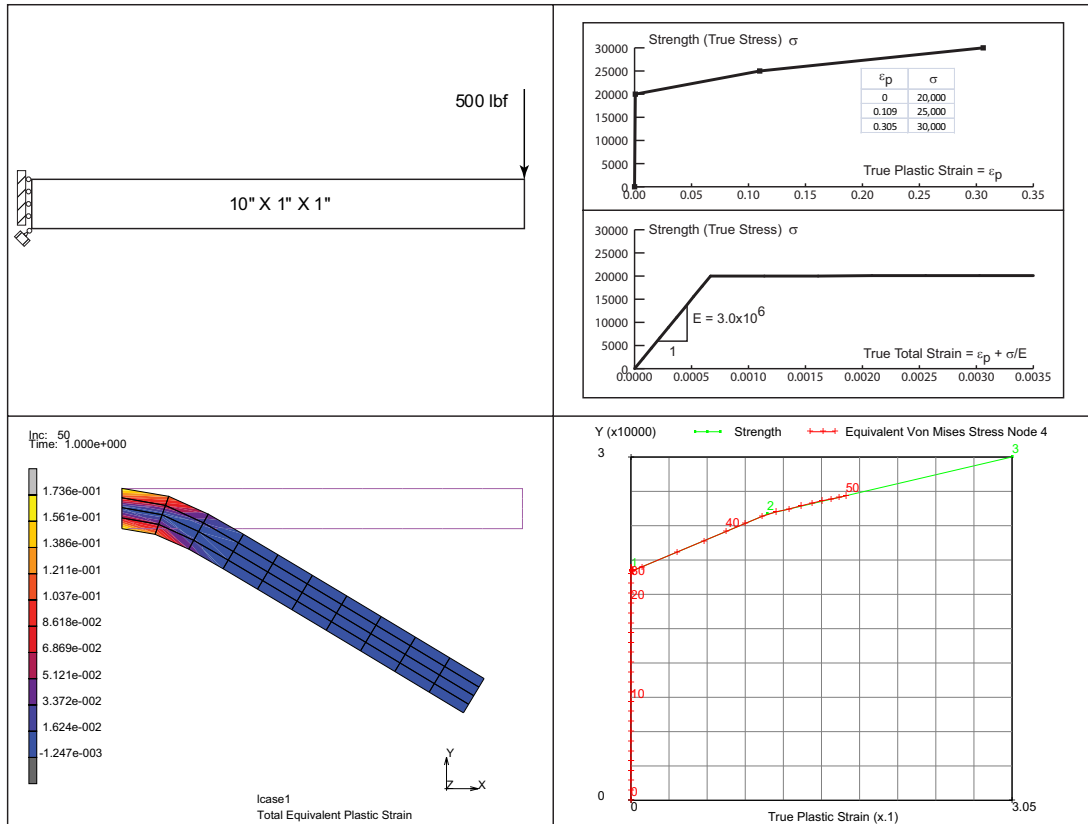 500 lbf
10" X 1" X 1"
Strength (True Stress) σ
30000
25000
20000
15000
10000
5000
0
0.00 0.05 0.10 0.15 0.20 0.25 0.30 0.35
εp σ
0 20,000
0.109 25,000
0.305 30,000
True Plastic Strain = εp
Strength (True Stress) σ
30000
25000
20000
15000
10000
5000
0
0.0000 0.0005 0.0010 0.0015 0.0020 0.0025 0.0030 0.0035
E = 3.0x10^6
1
True Total Strain = εp + σ/E
Inc: 50
Time: 1.000e+000
1.736e-001
1.561e-001
1.386e-001
1.211e-001
1.037e-001
8.618e-002
6.869e-002
5.121e-002
3.372e-002
1.624e-002
-1.247e-003
Y
Z X
lcase1
Total Equivalent Plastic Strain
Y (x10000) Strength Equivalent Von Mises Stress Node 4
3
3
50
2
40
1
30
20
10
0
0
0 3.05
True Plastic Strain (x.1)